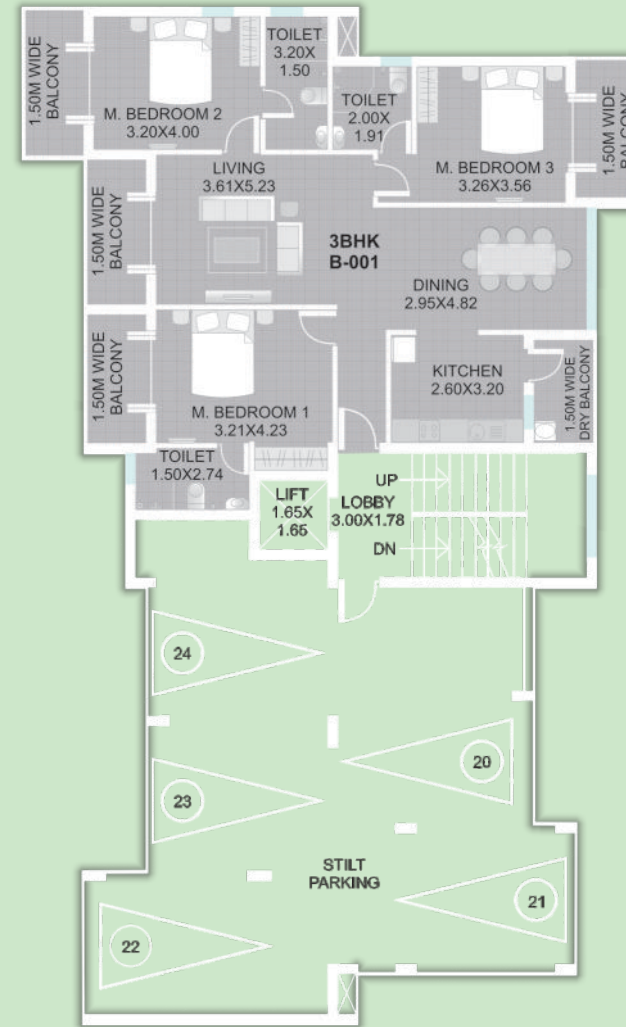 1.50M WIDE
BALCONY
M. BEDROOM 2
3.20X4.00
TOILET
3.20X
1.50
TOILET
2.00X
1.91
M. BEDROOM 3
3.26X3.56
1.50M WIDE
BALCONY
1.50M WIDE
BALCONY
LIVING
3.61X5.23
3BHK
B-001
DINING
2.95X4.82
1.50M WIDE
BALCONY
M. BEDROOM 1
3.21X4.23
KITCHEN
2.60X3.20
1.50M WIDE
DRY BALCONY
TOILET
1.50X2.74
LIFT
1.65X
1.65
LOBBY
3.00X1.78
UP
DN
24
20
23
STILT
PARKING
21
22